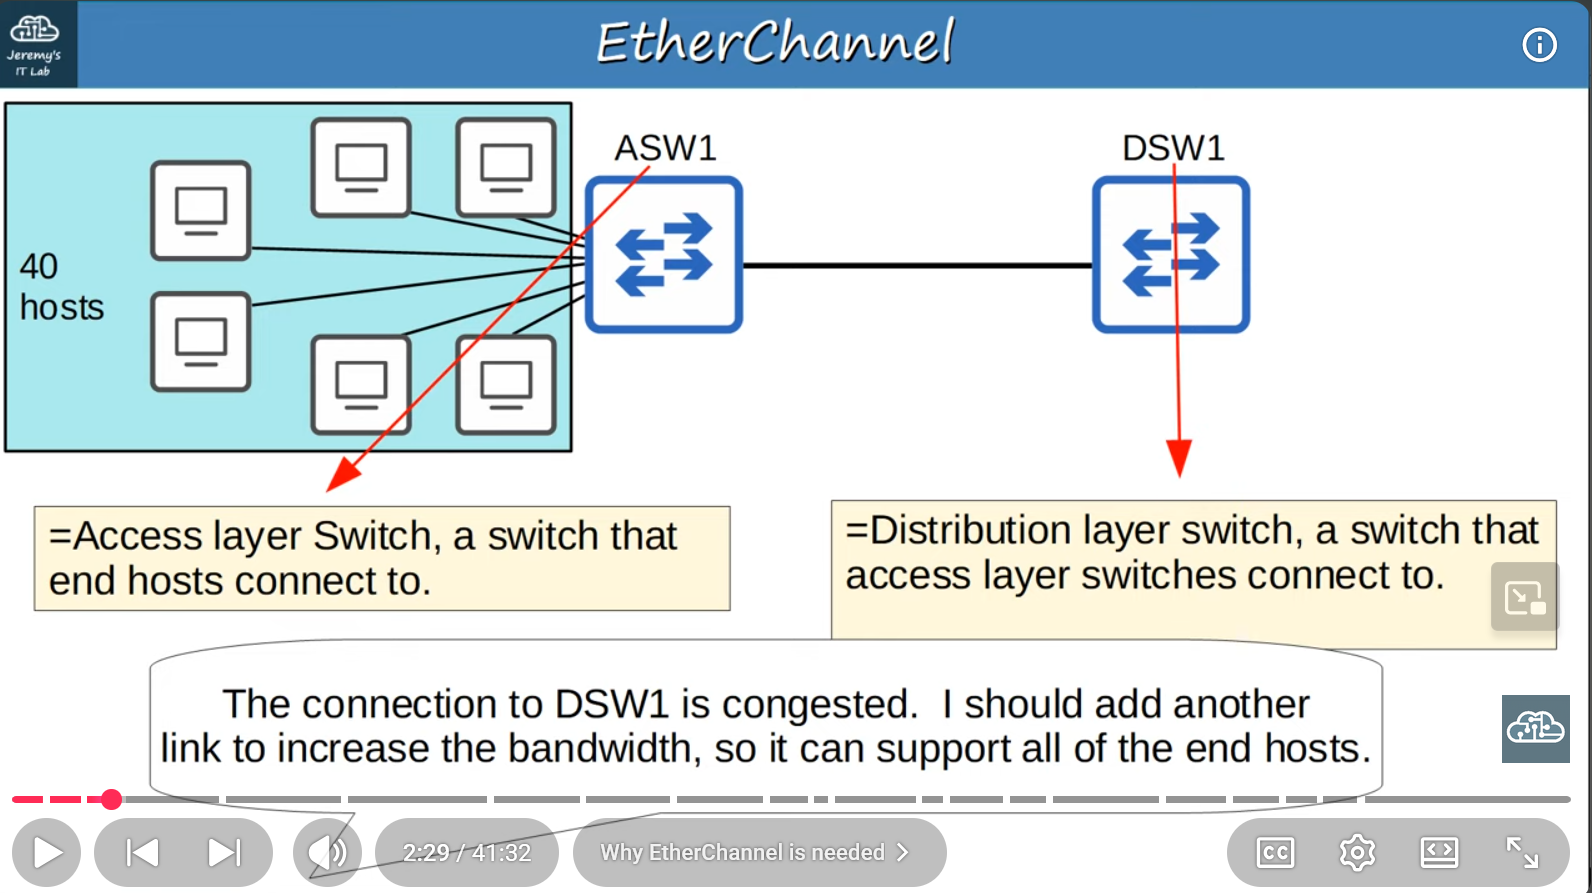 Jeremy's
IT Lab
EtherChannel
40
hosts
ASW1
DSW1
=Access layer Switch, a switch that
end hosts connect to.
=Distribution layer switch, a switch that
access layer switches connect to.
The connection to DSW1 is congested.  I should add another
link to increase the bandwidth, so it can support all of the end hosts.
2:29 / 41:32
Why EtherChannel is needed
CC